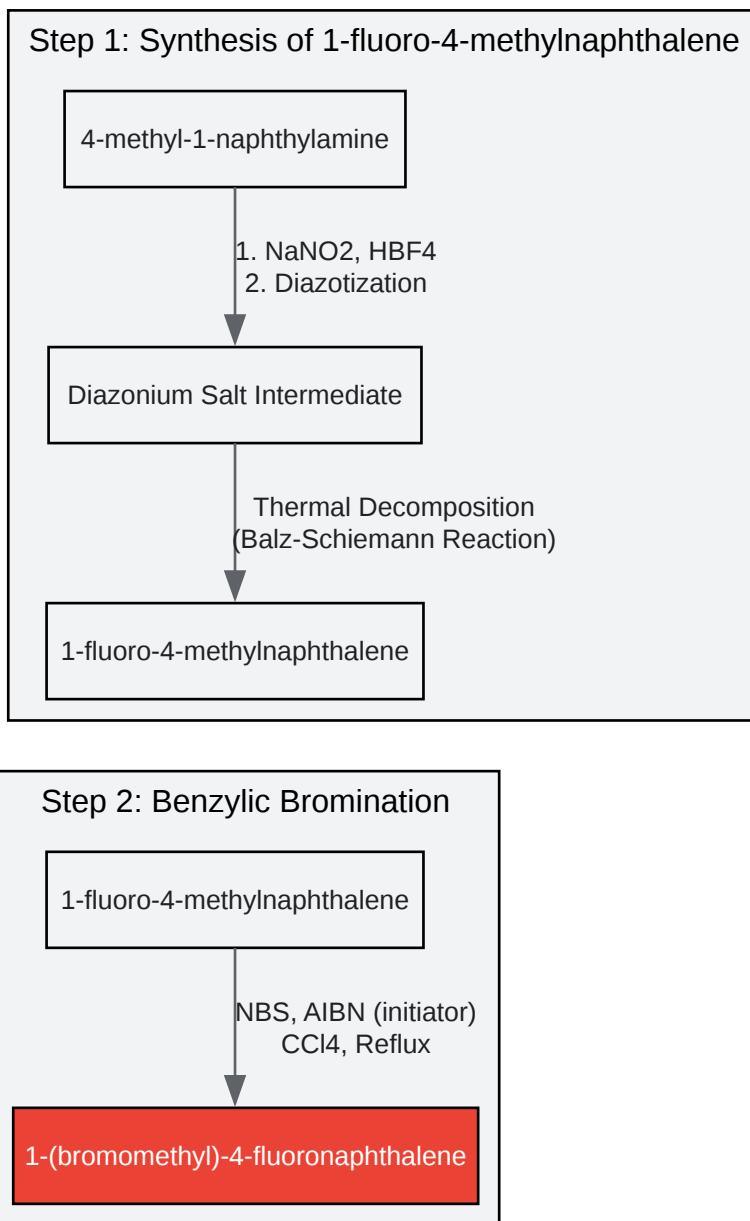 Step 1: Synthesis of 1-fluoro-4-methylnaphthalene
4-methyl-1-naphthylamine
1. NaNO2, HBF4
2. Diazotization
Diazonium Salt Intermediate
Thermal Decomposition
(Balz-Schiemann Reaction)
1-fluoro-4-methylnaphthalene
Step 2: Benzylic Bromination
1-fluoro-4-methylnaphthalene
NBS, AIBN (initiator)
CCl4, Reflux
1-(bromomethyl)-4-fluoronaphthalene